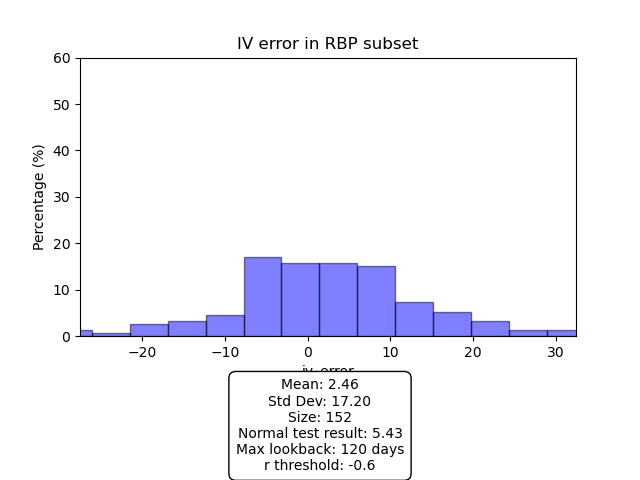 IV error in RBP subset
Percentage (%)
60
50
40
30
20
10
0
−20
−10
0
10
20
30
iv_error
Mean: 2.46
Std Dev: 17.20
Size: 152
Normal test result: 5.43
Max lookback: 120 days
r threshold: -0.6